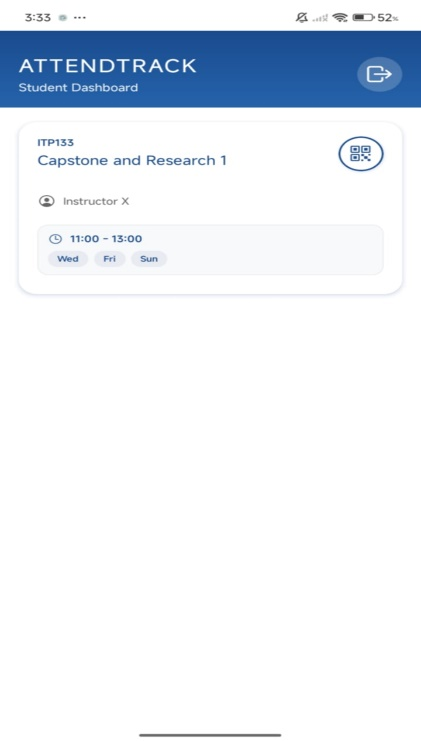 3:33 52%
ATTENDTRACK
Student Dashboard
ITP133
Capstone and Research 1
Instructor X
11:00 - 13:00
Wed Fri Sun